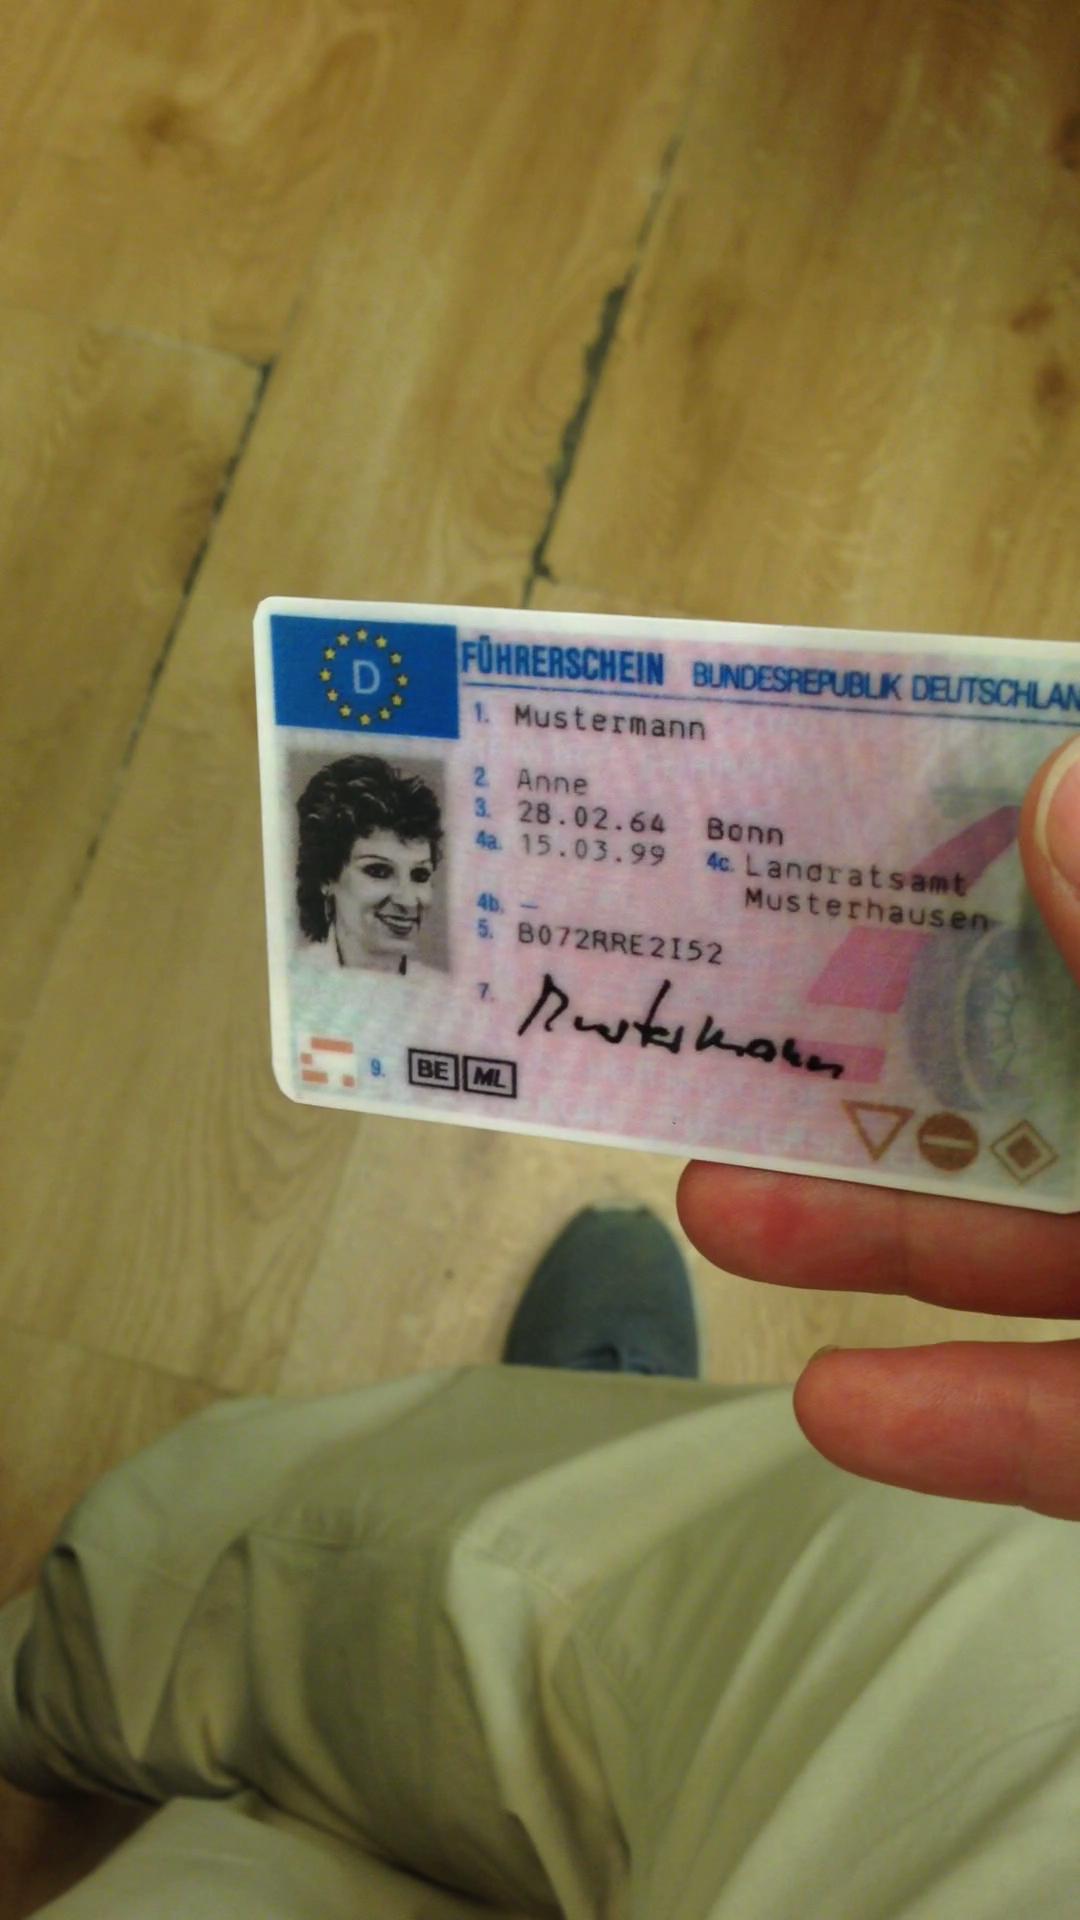 D
FÜHRERSCHEIN BUNDESREPUBLIK DEUTSCHLAN
1. Mustermann
2. Anne
3. 28.02.64 Bonn
4a. 15.03.99 4c. Landratsamt
Musterhausen
4b. –
5. B072RRE2I52
7. Mustermann
9. BE ML